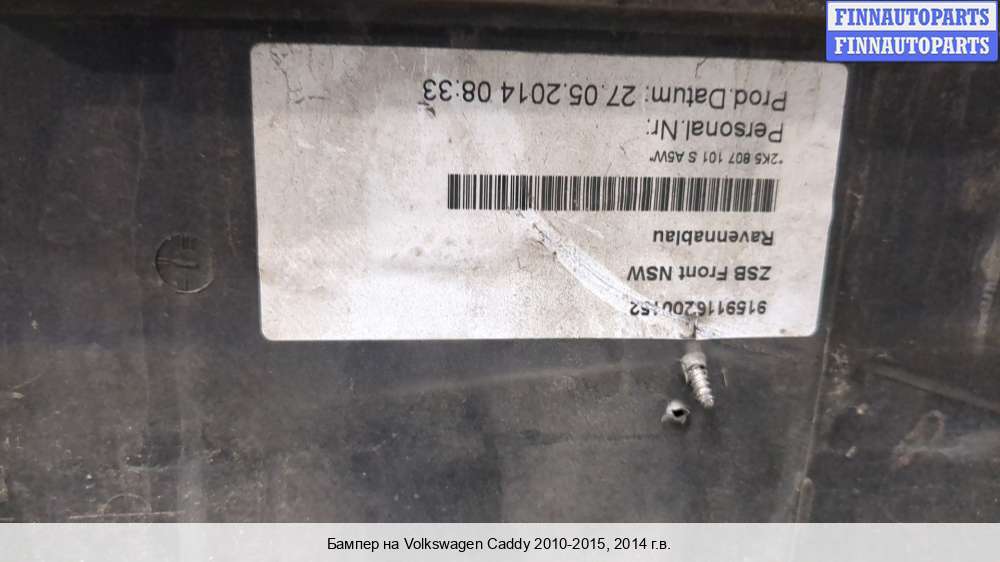 FINNAUTOPARTS
FINNAUTOPARTS
9159116200152
ZSB Front NSW
Ravennablau
*2K5 807 101 S A5W*
Personal.Nr:
Prod.Datum: 27.05.2014 08:33
Бампер на Volkswagen Caddy 2010-2015, 2014 г.в.